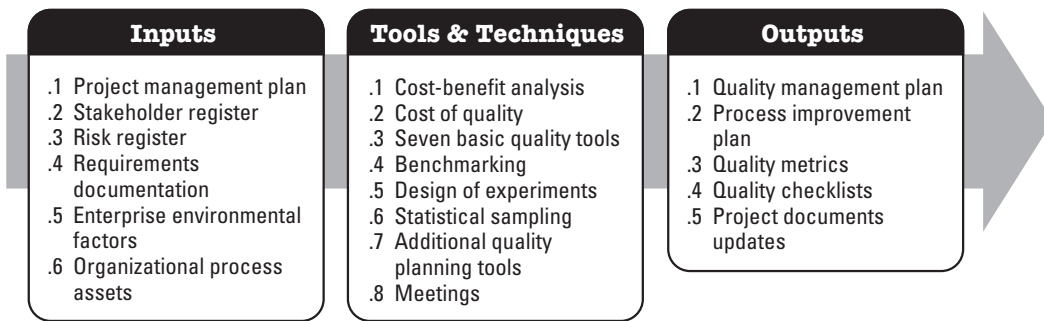 Inputs
.1 Project management plan
.2 Stakeholder register
.3 Risk register
.4 Requirements
documentation
.5 Enterprise environmental
factors
.6 Organizational process
assets
Tools & Techniques
.1 Cost-benefit analysis
.2 Cost of quality
.3 Seven basic quality tools
.4 Benchmarking
.5 Design of experiments
.6 Statistical sampling
.7 Additional quality
planning tools
.8 Meetings
Outputs
.1 Quality management plan
.2 Process improvement
plan
.3 Quality metrics
.4 Quality checklists
.5 Project documents
updates